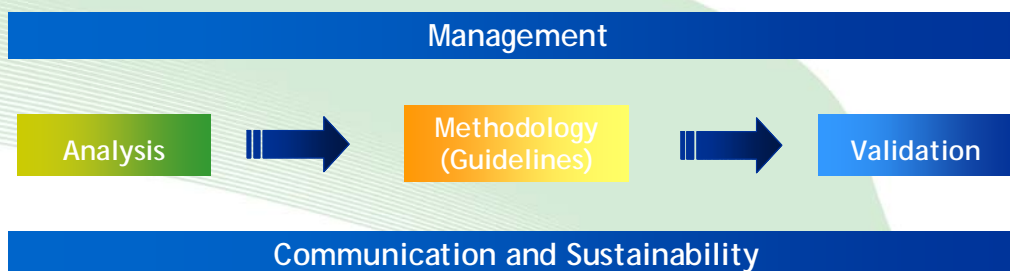 Management
Analysis
Methodology
(Guidelines)
Validation
Communication and Sustainability